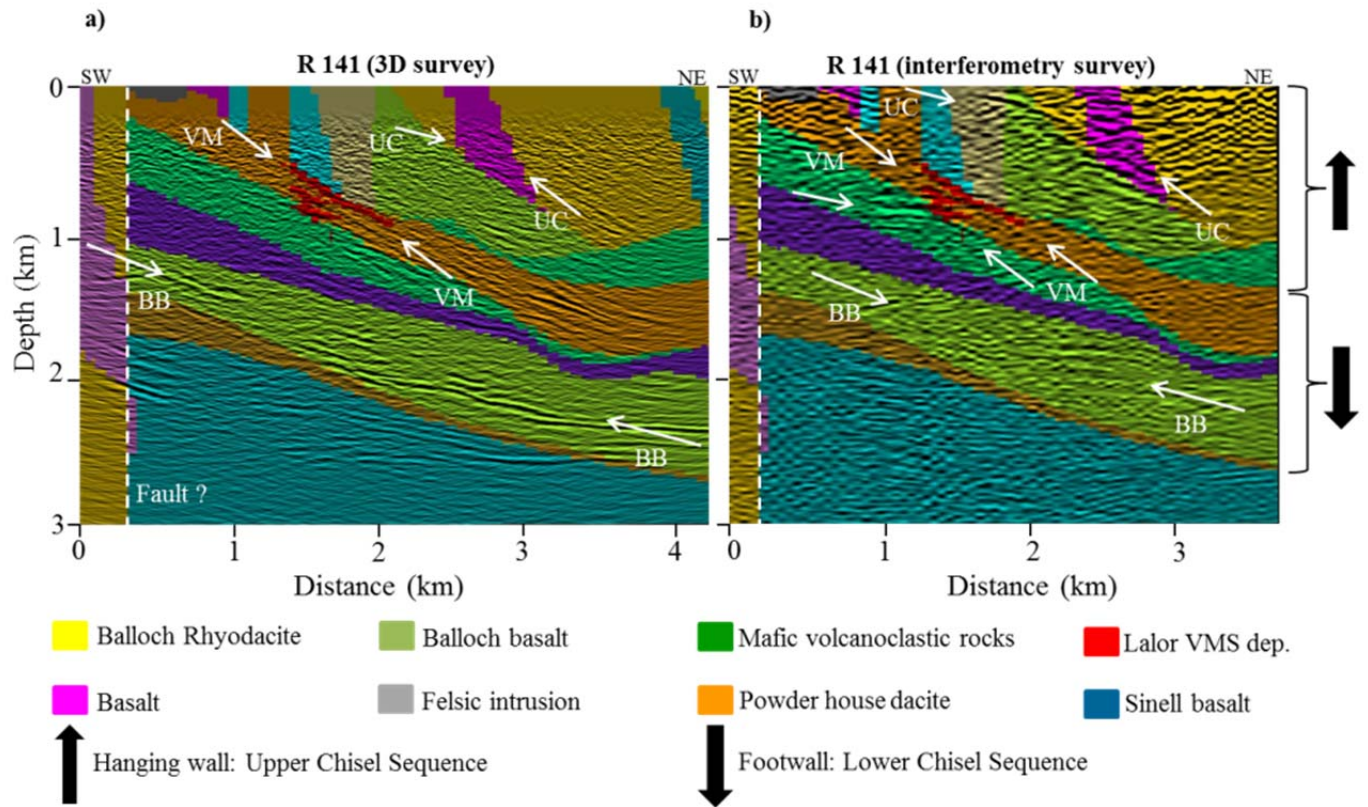 a)
b)
R 141 (3D survey)
R 141 (interferometry survey)
SW
NE
SW
NE
0
1
2
3
Depth (km)
VM
UC
UC
VM
BB
BB
Fault ?
UC
VM
UC
VM
BB
BB
0 1 2 3 4
0 1 2 3
Distance (km)
Distance (km)
Balloch Rhyodacite
Balloch basalt
Mafic volcanoclastic rocks
Lalor VMS dep.
Basalt
Felsic intrusion
Powder house dacite
Sinell basalt
Hanging wall: Upper Chisel Sequence
Footwall: Lower Chisel Sequence